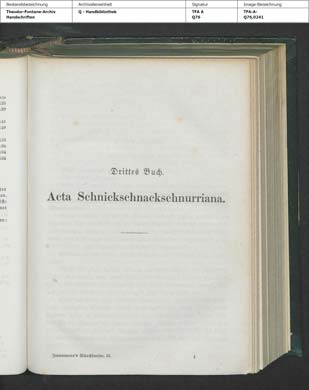 Bestandsbezeichnung
Archivalieneinheit
Signatur
Image-Bezeichnung
Theodor-Fontane-Archiv
Handschriften
Q - Handbibliothek
TFA A
Q76
TFA-A-
Q76,0241
Drittes Buch.
Acta Schnickschnackschnurriana.
Immermann's Münchhausen. II.
1